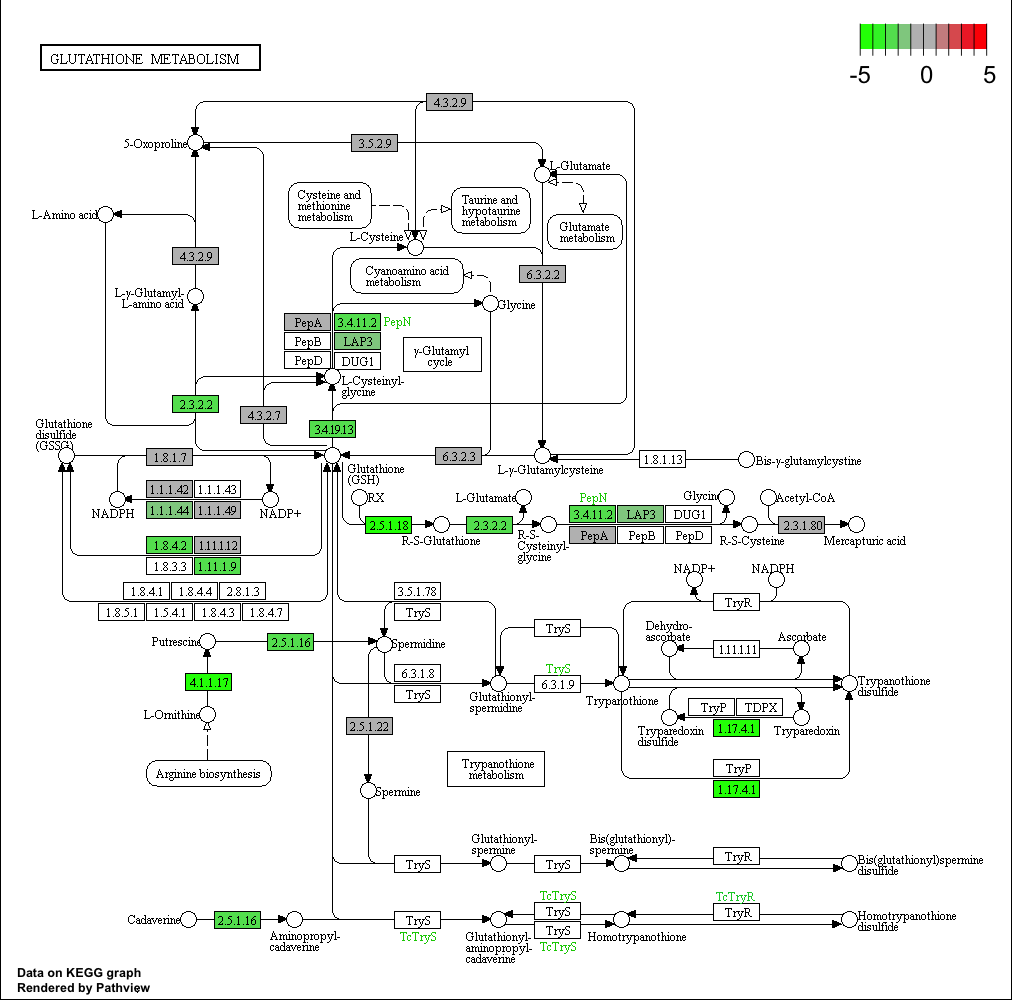 GLUTATHIONE METABOLISM
-5 0 5
4.3.2.9
5-Oxoproline
3.5.2.9
L-Glutamate
Cysteine and
methionine
metabolism
Taurine and
hypotaurine
metabolism
L-Amino acid
Glutamate
metabolism
L-Cysteine
4.3.2.9
Cyanoamino acid
metabolism
6.3.2.2
L-γ-Glutamyl-
L-amino acid
Glycine
PepA 3.4.11.2 PepN
PepB LAP3
PepD DUG1
γ-Glutamyl
cycle
L-Cysteinyl-
glycine
2.3.2.2
4.3.2.7
3.4.19.13
Glutathione
disulfide
(GSSG)
1.8.1.7
6.3.2.3
1.8.1.13
Bis-γ-glutamylcystine
Glutathione
(GSH)
L-γ-Glutamylcysteine
1.1.1.42 1.1.1.43
1.1.1.44 1.1.1.49
NADPH NADP+
RX
L-Glutamate
PepN
Glycine
Acetyl-CoA
2.5.1.18
2.3.2.2
3.4.11.2 LAP3 DUG1
PepA PepB PepD
2.3.1.80
R-S-Glutathione
R-S-
Cysteinyl-
glycine
R-S-Cysteine
Mercapturic acid
1.8.4.2 1.11.1.12
1.8.3.3 1.11.1.9
1.8.4.1 1.8.4.4 2.8.1.3
1.8.5.1 1.5.4.1 1.8.4.3 1.8.4.7
3.5.1.78
TryS
NADP+ NADPH
TryR
Putrescine
2.5.1.16
Spermidine
TryS
Dehydro-
ascorbate
1.11.1.11
Ascorbate
6.3.1.8
TryS
TryS
6.3.1.9
4.1.1.17
Glutathionyl-
spermidine
Trypanothione
Trypanothione
disulfide
L-Ornithine
2.5.1.22
TryP TDPX
1.17.4.1
Tryparedoxin
disulfide
Tryparedoxin
Arginine biosynthesis
Trypanothione
metabolism
TryP
1.17.4.1
Spermine
Glutathionyl-
spermine
Bis(glutathionyl)-
spermine
TryS
TryS
TryR
Bis(glutathionyl)spermine
disulfide
TcTryS
TcTryR
Cadaverine
2.5.1.16
TryS
TcTryS
TryS
TryS
TcTryS
TryR
Aminopropyl-
cadaverine
Glutathionyl-
aminopropyl-
cadaverine
Homotrypanothione
Homotrypanothione
disulfide
Data on KEGG graph
Rendered by Pathview